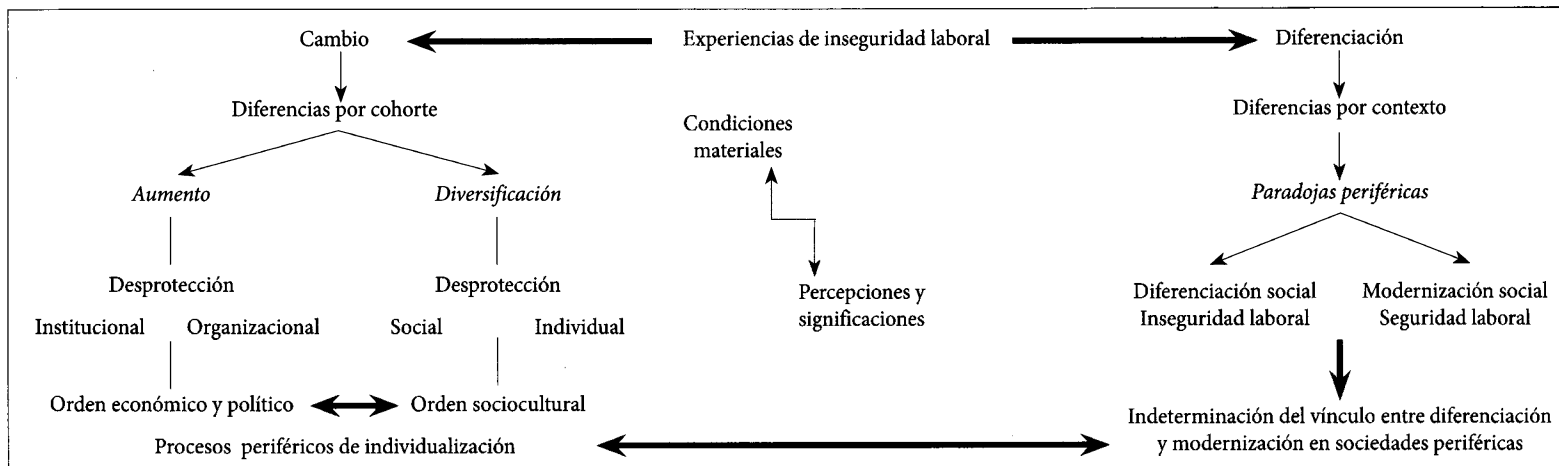 Cambio
Experiencias de inseguridad laboral
Diferenciación
Diferencias por cohorte
Diferencias por contexto
Condiciones
materiales
Aumento
Diversificación
Paradojas periféricas
Desprotección
Desprotección
Percepciones y
significaciones
Diferenciación social
Inseguridad laboral
Modernización social
Seguridad laboral
Institucional
Organizacional
Social
Individual
Orden económico y político
Orden sociocultural
Indeterminación del vínculo entre diferenciación
y modernización en sociedades periféricas
Procesos periféricos de individualización